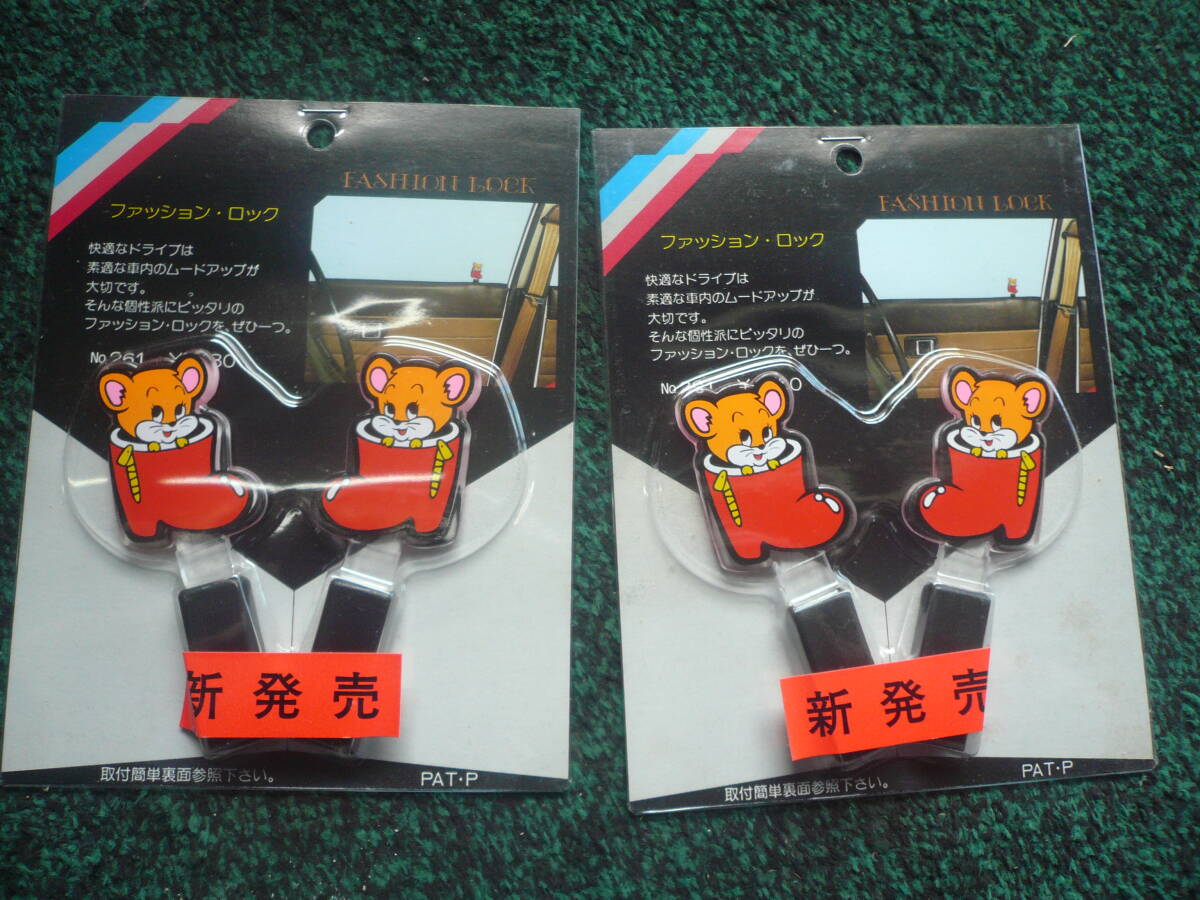 FASHION LOCK
ファッション・ロック
快適なドライブは
素適な車内のムードアップが
大切です。
そんな個性派にピッタリの
ファッション・ロックを、ぜひ一つ。
No.261
新発売
取付簡単裏面参照下さい。
PAT・P
FASHION LOCK
ファッション・ロック
快適なドライブは
素適な車内のムードアップが
大切です。
そんな個性派にピッタリの
ファッション・ロックを、ぜひ一つ。
新発売
取付簡単裏面参照下さい。
PAT・P